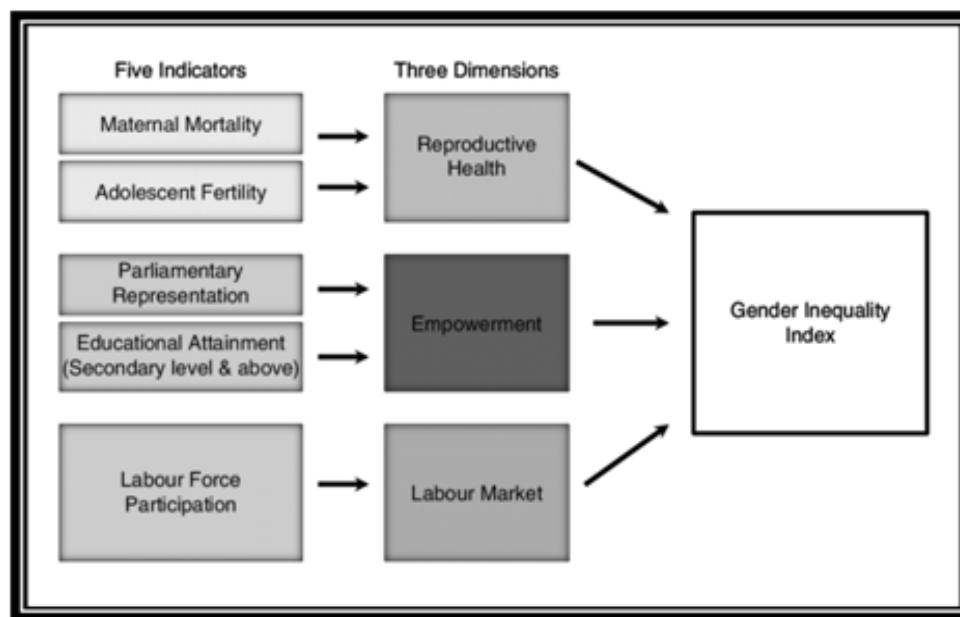 Five Indicators
Three Dimensions
Maternal Mortality
Adolescent Fertility
Reproductive
Health
Parliamentary
Representation
Educational Attainment
(Secondary level & above)
Empowerment
Labour Force
Participation
Labour Market
Gender Inequality
Index